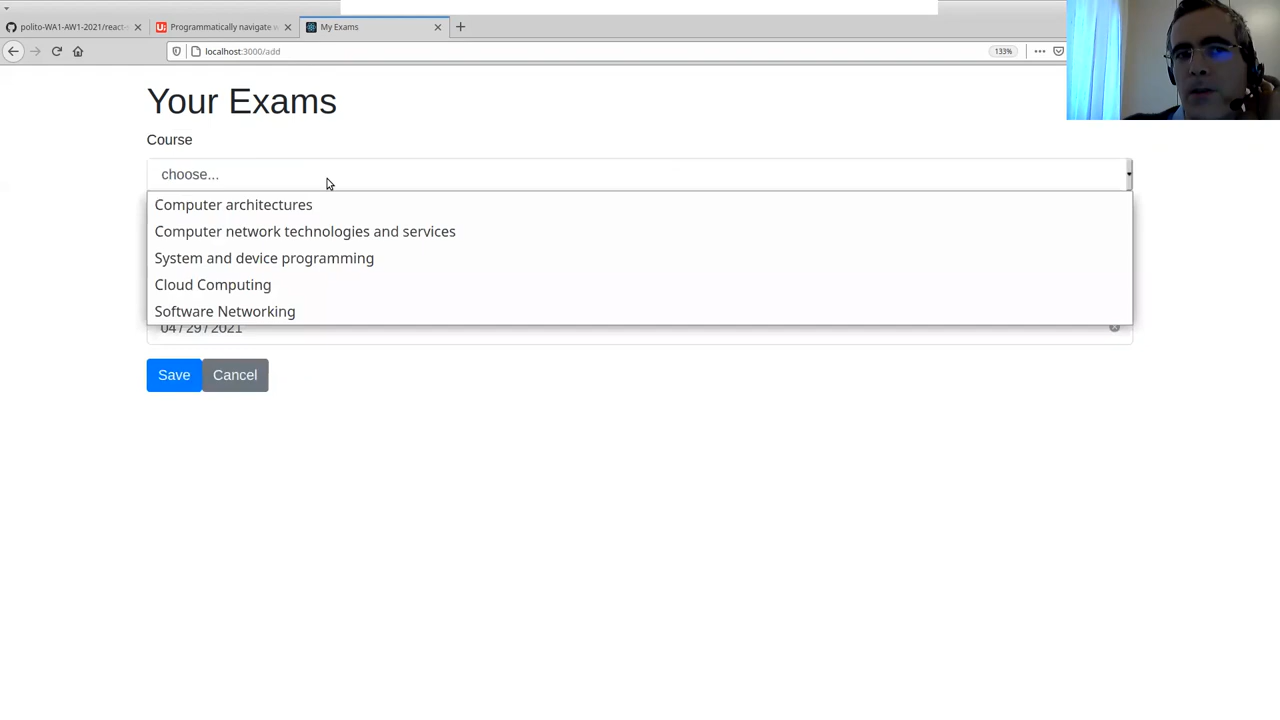 polito-WA1-AW1-2021/react-s
Programmatically navigate w
My Exams
localhost:3000/add
133%
Your Exams
Course
choose...
Computer architectures
Computer network technologies and services
System and device programming
Cloud Computing
Software Networking
04 / 29 / 2021
Save Cancel